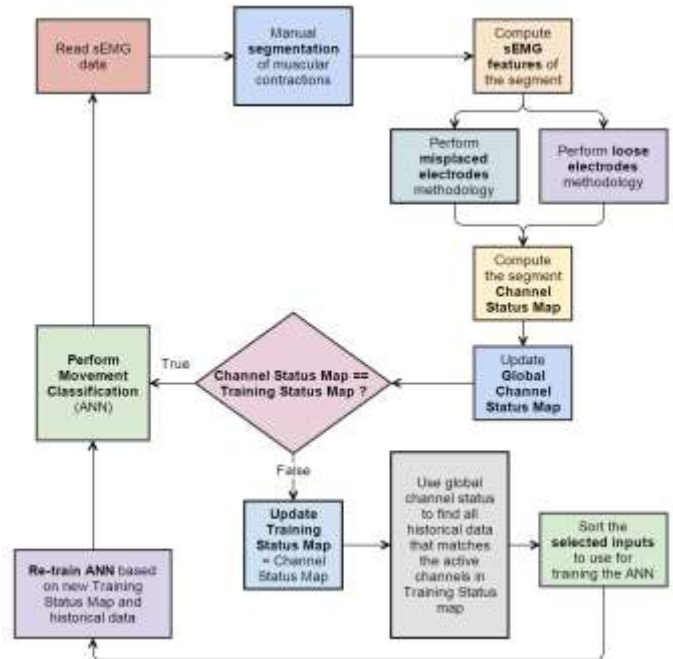 Read sEMG
data
Manual
segmentation
of muscular
contractions
Compute
sEMG
features of
the segment
Perform
misplaced
electrodes
methodology
Perform loose
electrodes
methodology
Compute
the segment
Channel
Status Map
Update
Global
Channel
Status Map
Channel Status Map ==
Training Status Map ?
True
Perform
Movement
Classification
(ANN)
False
Update
Training
Status Map
= Channel
Status Map
Use global
channel status
to find all
historical data
that matches
the active
channels in
Training Status
map
Sort the
selected inputs
to use for
training the ANN
Re-train ANN based
on new Training
Status Map and
historical data